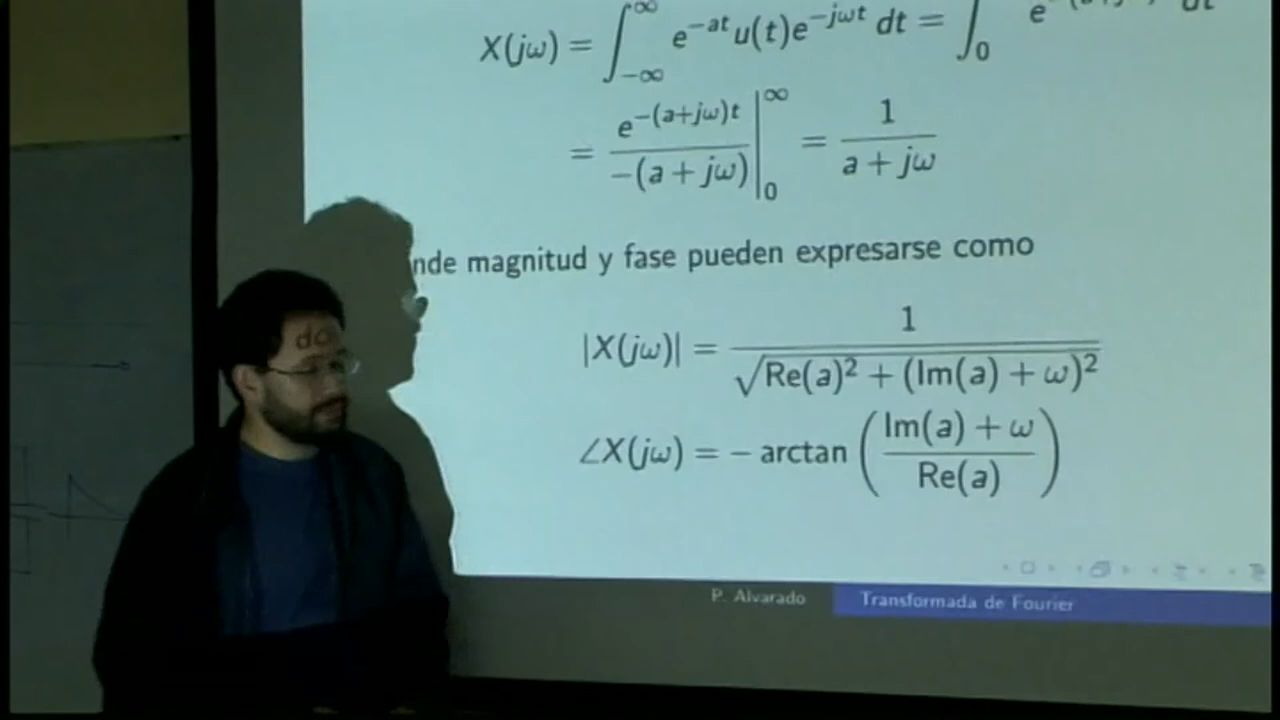 X(jω) = ∫_{-∞}^{∞} e^{-at} u(t) e^{-jωt} dt = ∫_0 e
= e^{-(a+jω)t} / -(a + jω) |_0^∞ = 1 / a + jω
nde magnitud y fase pueden expresarse como
|X(jω)| = 1 / √Re(a)² + (Im(a) + ω)²
∠X(jω) = − arctan ( Im(a) + ω / Re(a) )
do
P. Alvarado Transformada de Fourier